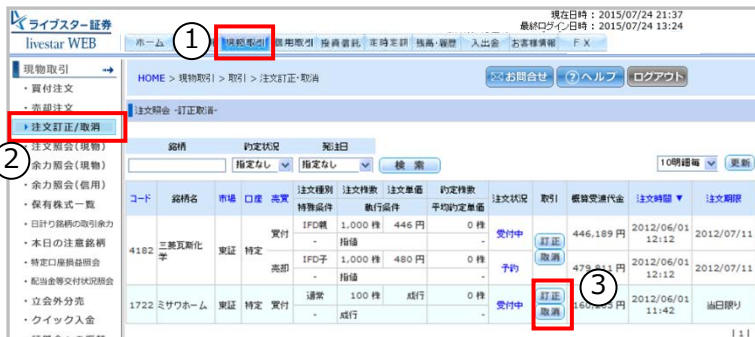 ライブスター証券
livestar WEB
現在日時：2015/07/24 21:37
最終ログイン日時：2015/07/24 13:24
ホーム ① 現物取引 信用取引 投資信託 定時定額 残高・履歴 入出金 お客様情報 FX
現物取引
HOME > 現物取引 > 取引 > 注文訂正・取消
お問合せ ヘルプ ログアウト
・買付注文
・売却注文
注文照会 -訂正取消-
注文訂正/取消
②
・注文照会(現物)
・余力照会(現物)
・余力照会(信用)
・保有株式一覧
・日計り銘柄の取引余力
・本日の注意銘柄
・特定口座損益照会
・配当金等交付状況照会
・立会外分売
・クイック入金
銘柄 約定状況 発注日
指定なし 指定なし 検索 10明細毎 更新
コード 銘柄名 市場 口座 売買 注文種別 注文株数 注文単価 約定株数 注文状況 取引 概算受渡代金 注文時間▼ 注文期限
特殊条件 執行条件 平均約定単価
4182 三菱瓦斯化学 東証 特定 買付 IFD親 1,000 株 446 円 0 株 受付中 訂正 取消 446,189 円 2012/06/01 12:12 2012/07/11
- 指値 -
売却 IFD子 1,000 株 480 円 0 株 予約 2012/06/01 12:12 2012/07/11
- 指値 -
③
1722 ミサワホーム 東証 特定 買付 通常 100 株 成行 0 株 受付中 訂正 取消 2012/06/01 11:42 当日限り
- 成行 -
[1]